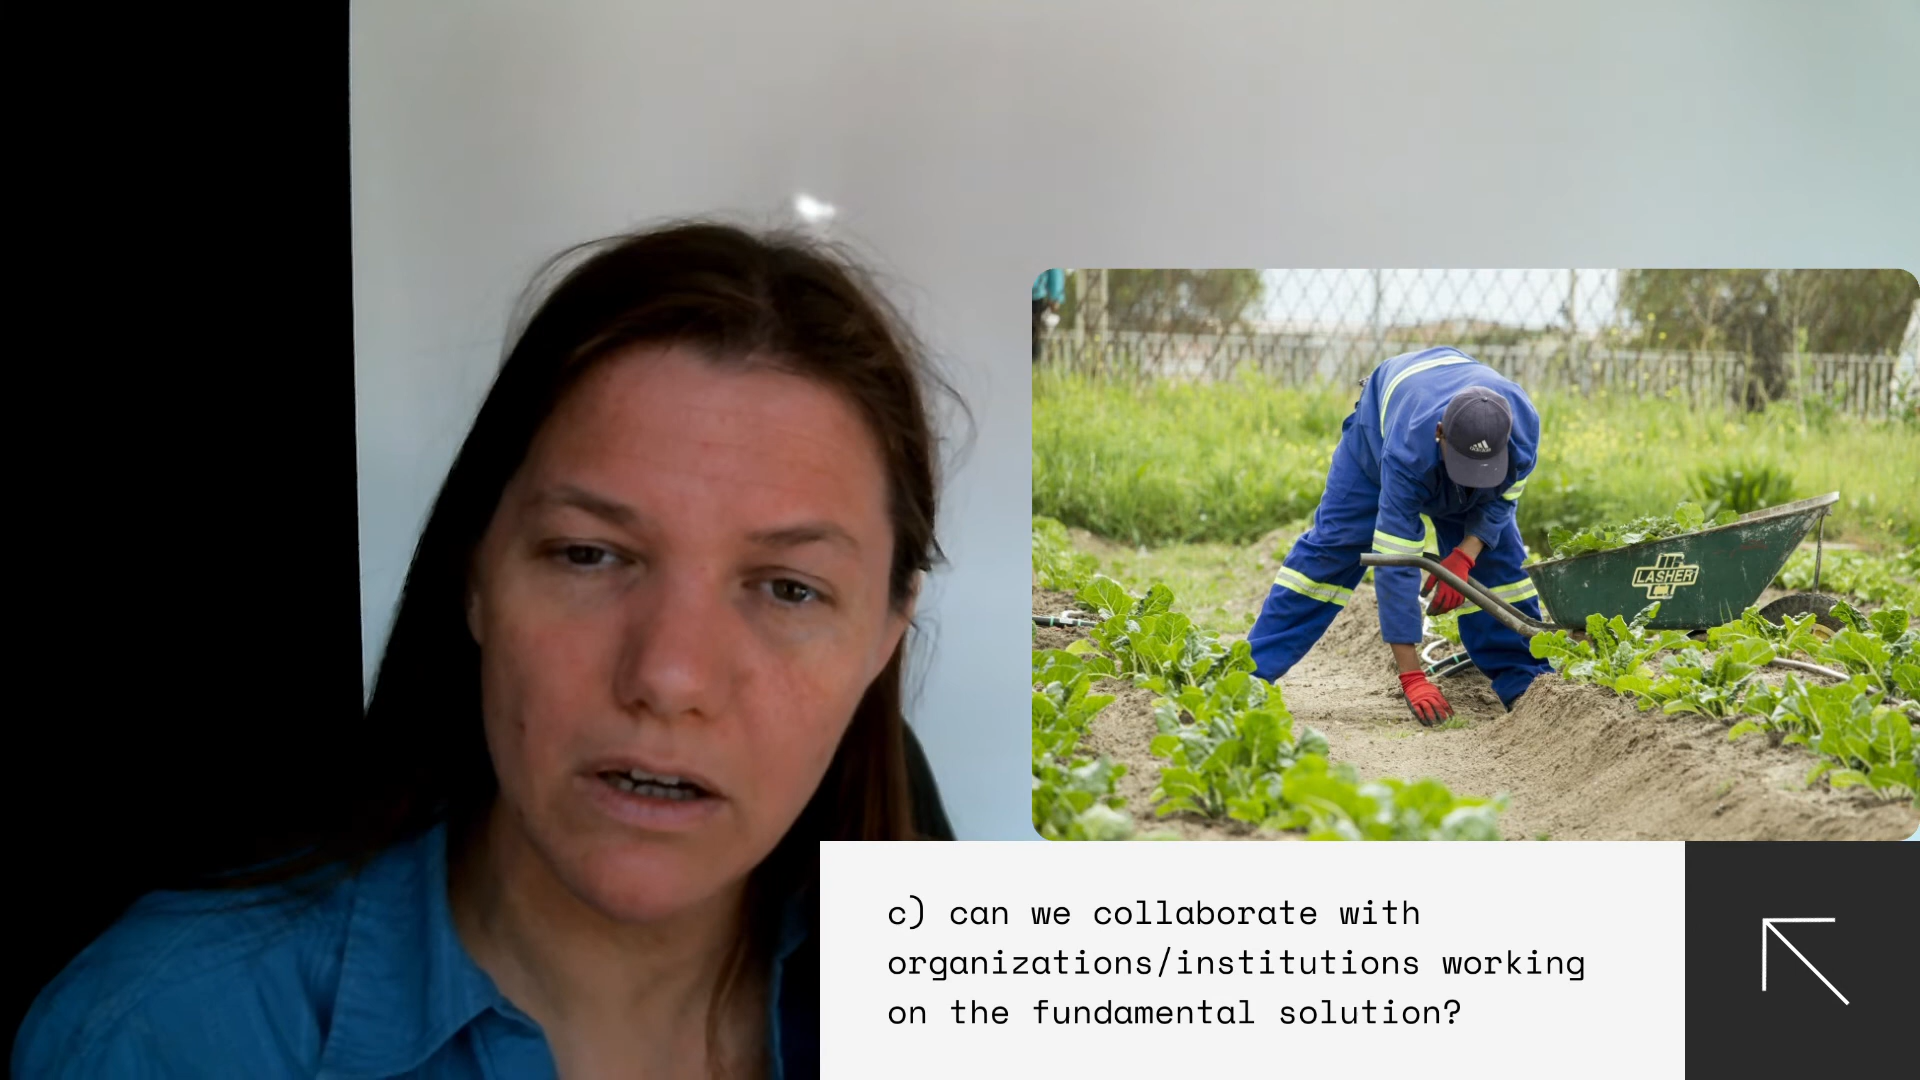 LASHER
c) can we collaborate with
organizations/institutions working
on the fundamental solution?